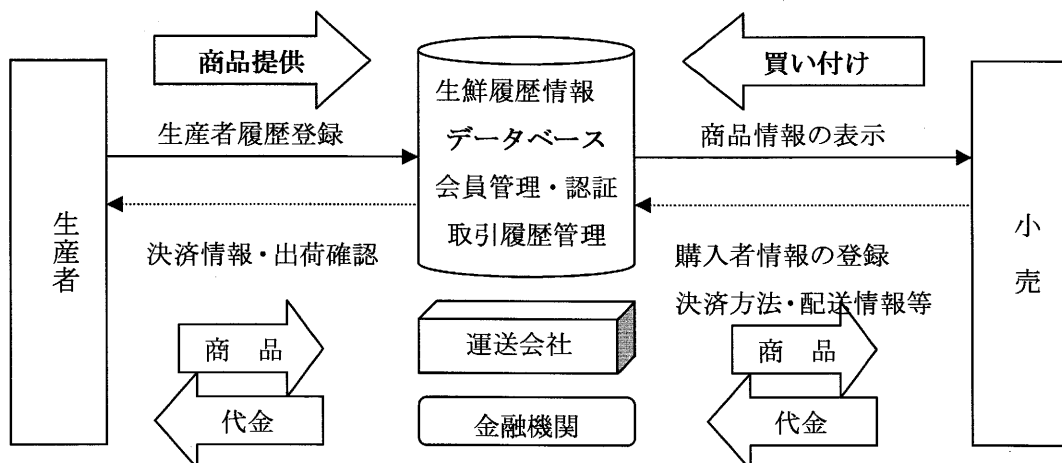 商品提供
買い付け
生鮮履歴情報
データベース
会員管理・認証
取引履歴管理
生産者履歴登録
商品情報の表示
生産者
小売
決済情報・出荷確認
購入者情報の登録
決済方法・配送情報等
商 品
運送会社
商 品
代金
金融機関
代金